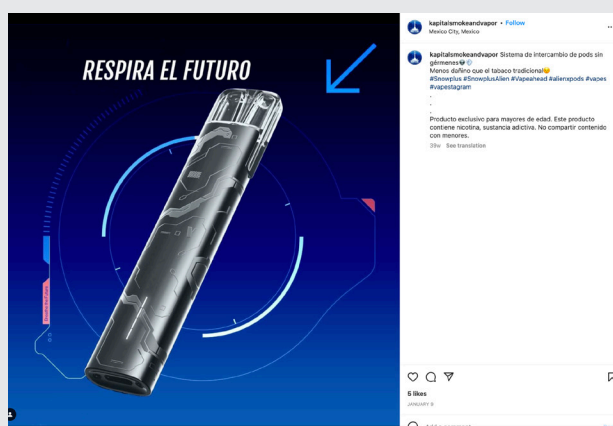 RESPIRA EL FUTURO
kapitalsmokeandvapor • Follow
Mexico City, Mexico
kapitalsmokeandvapor Sistema de intercambio de pods sin
gérmenes👽💨
Menos dañino que el tabaco tradicional😏
#Snowplus #SnowplusAlien #Vapeahead #alienxpods #vapes
#vapestagram
.
.
.
Producto exclusivo para mayores de edad. Este producto
contiene nicotina, sustancia adictiva. No compartir contenido
con menores.
39w See translation
5 likes
JANUARY 9